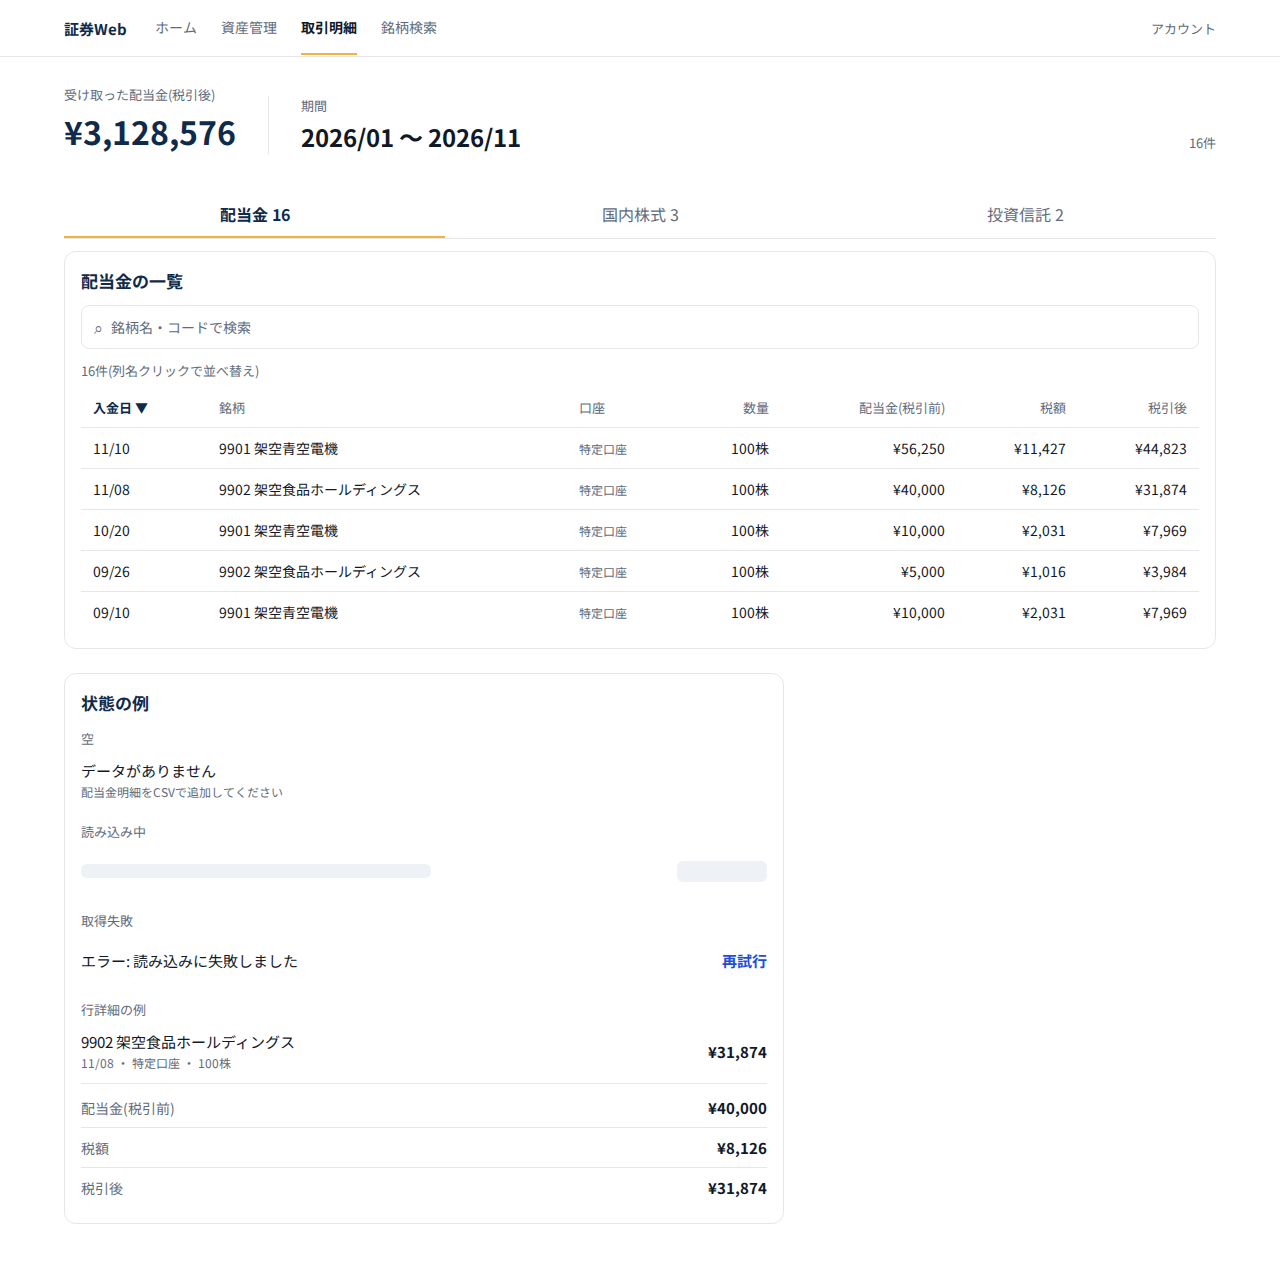 証券Web ホーム 資産管理 取引明細 銘柄検索 アカウント
受け取った配当金(税引後)
¥3,128,576
期間
2026/01 〜 2026/11
16件
配当金 16 国内株式 3 投資信託 2
配当金の一覧
⌕ 銘柄名・コードで検索
16件(列名クリックで並べ替え)
入金日▼ 銘柄 口座 数量 配当金(税引前) 税額 税引後
11/10 9901 架空青空電機 特定口座 100株 ¥56,250 ¥11,427 ¥44,823
11/08 9902 架空食品ホールディングス 特定口座 100株 ¥40,000 ¥8,126 ¥31,874
10/20 9901 架空青空電機 特定口座 100株 ¥10,000 ¥2,031 ¥7,969
09/26 9902 架空食品ホールディングス 特定口座 100株 ¥5,000 ¥1,016 ¥3,984
09/10 9901 架空青空電機 特定口座 100株 ¥10,000 ¥2,031 ¥7,969
状態の例
空
データがありません
配当金明細をCSVで追加してください
読み込み中
取得失敗
エラー: 読み込みに失敗しました 再試行
行詳細の例
9902 架空食品ホールディングス
11/08 ・ 特定口座 ・ 100株
¥31,874
配当金(税引前) ¥40,000
税額 ¥8,126
税引後 ¥31,874